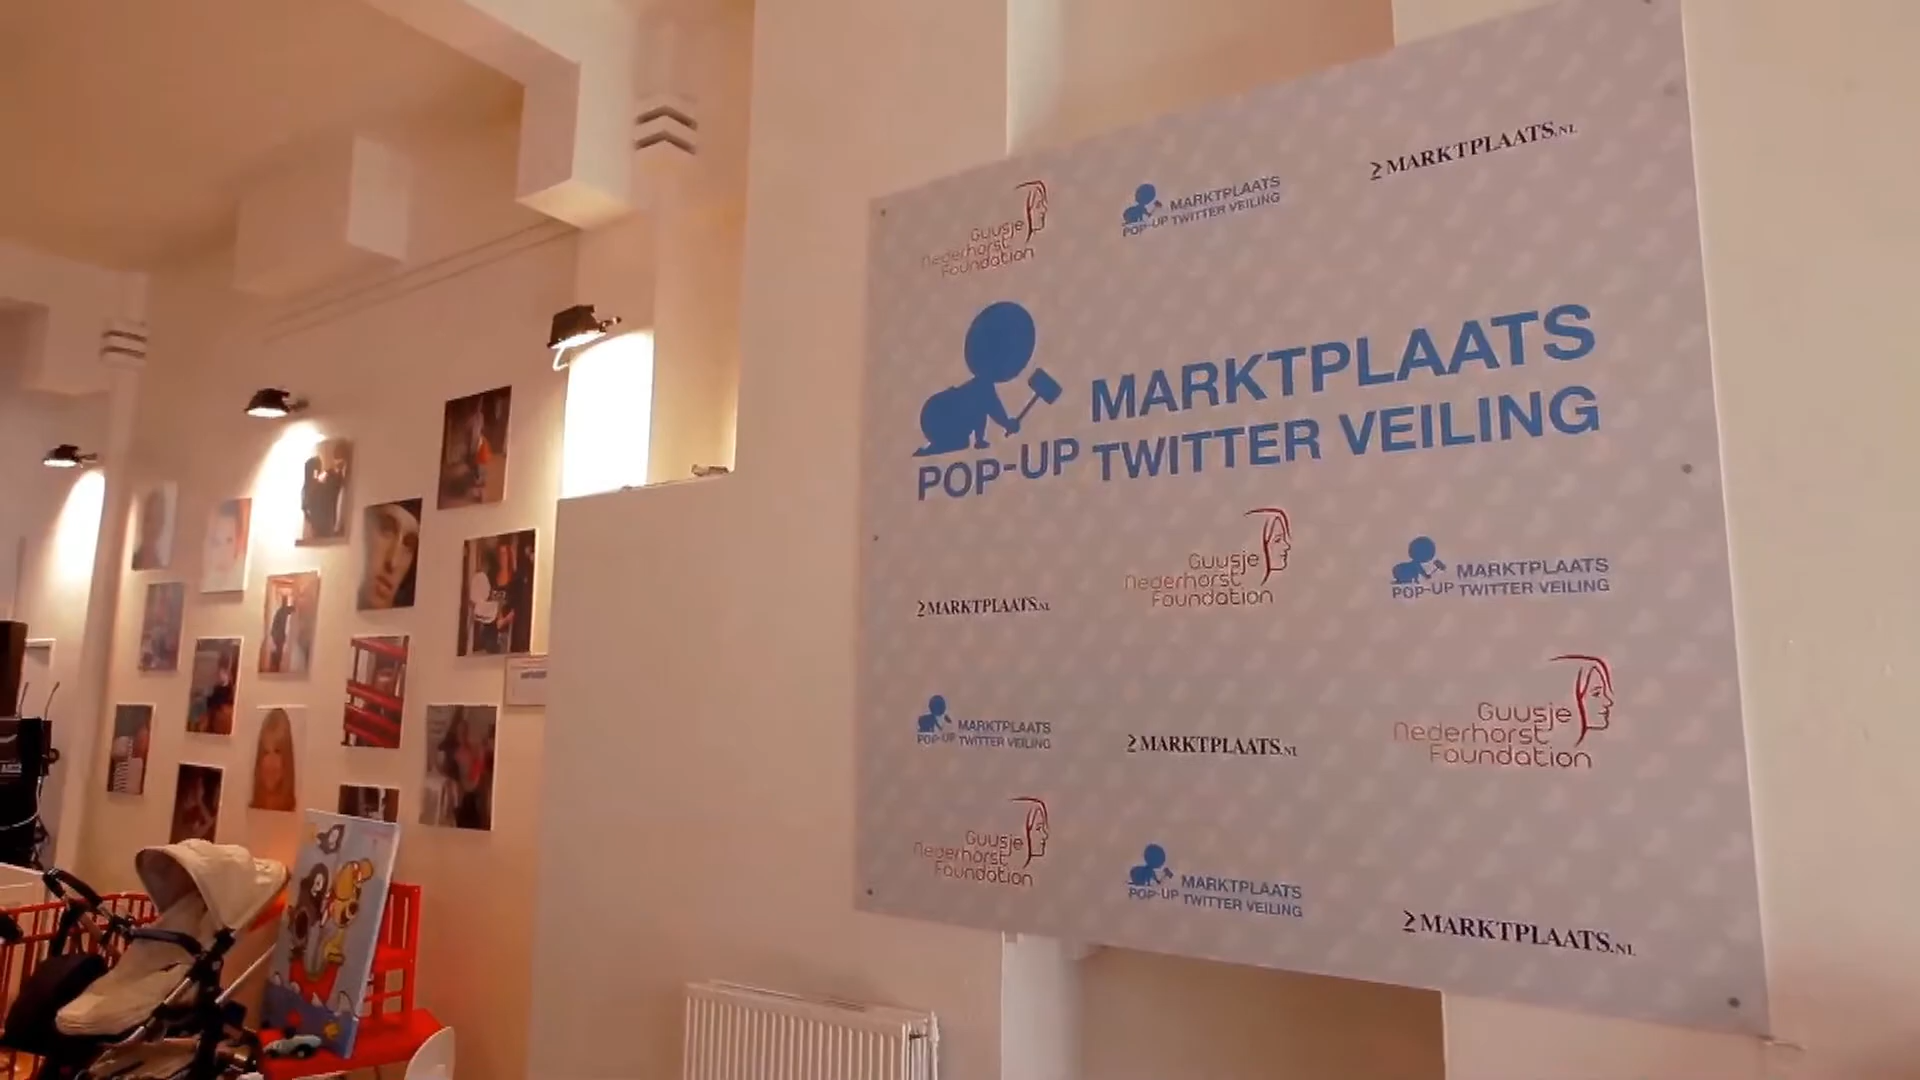 Guusje
Nederhorst
Foundation
MARKTPLAATS
POP-UP TWITTER VEILING
MARKTPLAATS.NL
MARKTPLAATS
POP-UP TWITTER VEILING
MARKTPLAATS.NL
Guusje
Nederhorst
Foundation
MARKTPLAATS
POP-UP TWITTER VEILING
MARKTPLAATS
POP-UP TWITTER VEILING
MARKTPLAATS.NL
Guusje
Nederhorst
Foundation
Guusje
Nederhorst
Foundation
MARKTPLAATS
POP-UP TWITTER VEILING
MARKTPLAATS.NL